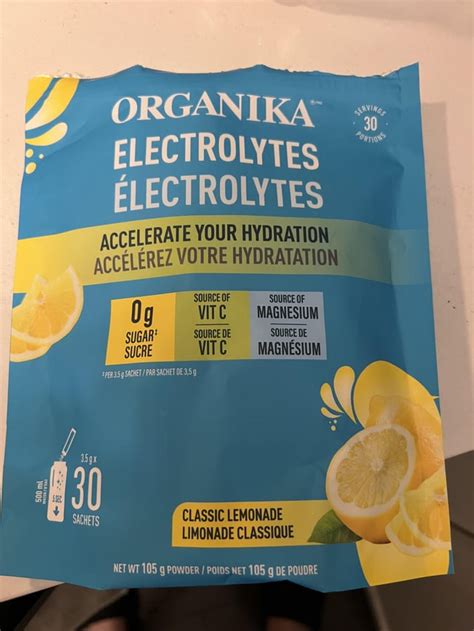 ORGANIKA
SERVINGS
30
PORTIONS
ELECTROLYTES
ÉLECTROLYTES
ACCELERATE YOUR HYDRATION
ACCÉLÉREZ VOTRE HYDRATATION
0g
SUGAR‡
SUCRE
SOURCE OF
VIT C
SOURCE DE
VIT C
SOURCE OF
MAGNESIUM
SOURCE DE
MAGNÉSIUM
‡ PER 3.5 g SACHET / PAR SACHET DE 3,5 g
500 mL
3.5 g x
30
SACHETS
CLASSIC LEMONADE
LIMONADE CLASSIQUE
NET WT 105 g POWDER / POIDS NET 105 g DE POUDRE